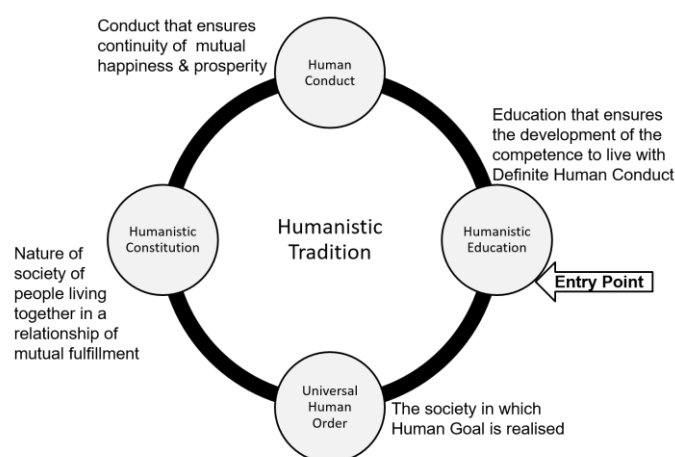 Conduct that ensures
continuity of mutual
happiness & prosperity
Human
Conduct
Education that ensures
the development of the
competence to live with
Definite Human Conduct
Humanistic
Constitution
Humanistic
Tradition
Humanistic
Education
Entry Point
Nature of
society of
people living
together in a
relationship of
mutual fulfillment
Universal
Human
Order
The society in which
Human Goal is realised